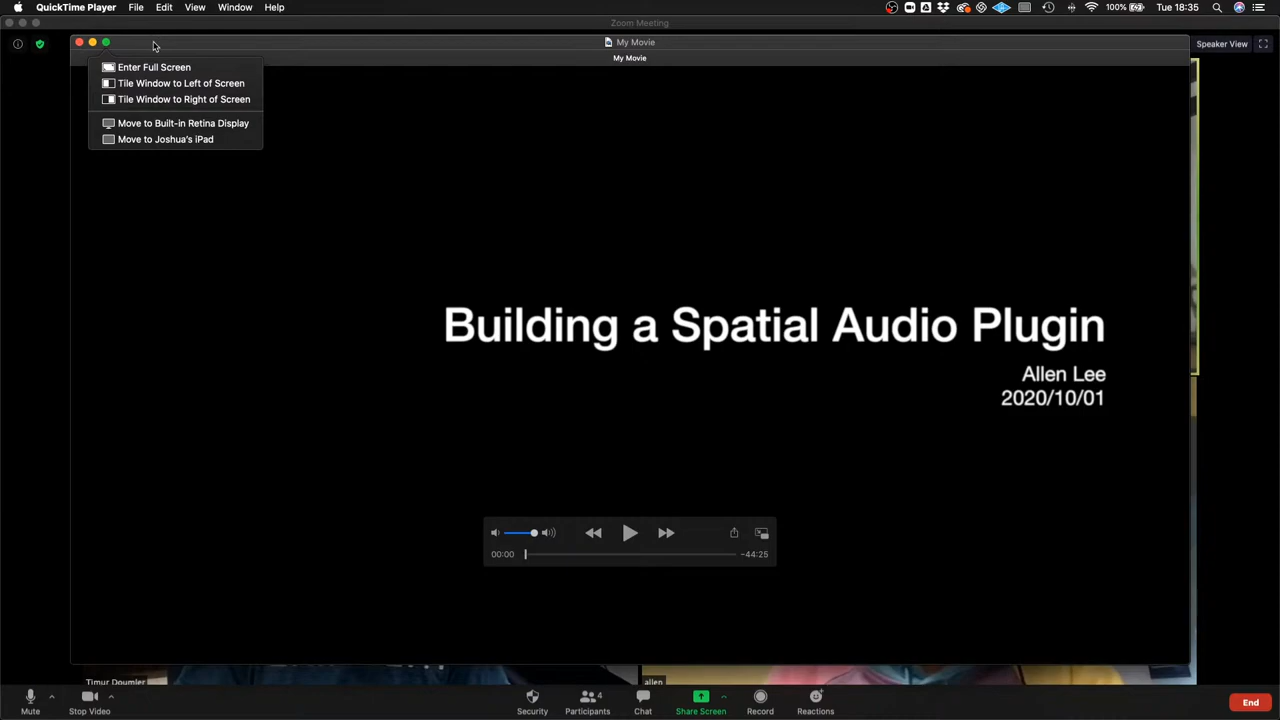 QuickTime Player File Edit View Window Help 100% Tue 18:35
Zoom Meeting
My Movie
Speaker View
My Movie
Enter Full Screen
Tile Window to Left of Screen
Tile Window to Right of Screen
Move to Built-in Retina Display
Move to Joshua's iPad
Building a Spatial Audio Plugin
Allen Lee
2020/10/01
00:00 -44:25
Timur Doumler
allen
4
Mute Stop Video Security Participants Chat Share Screen Record Reactions End